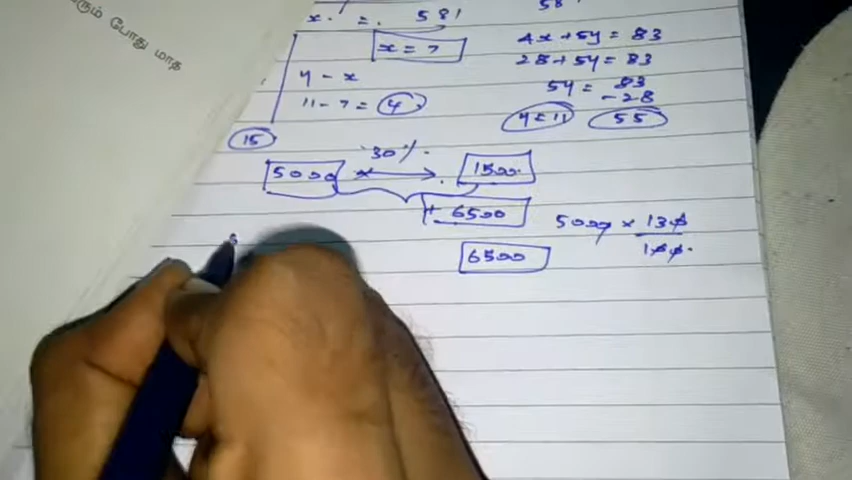 ரும் போது மாத
x = 581
58
x = 7
4x + 5y = 83
28 + 5y = 83
y - x
5y = 83
- 28
11 - 7 = 4
y = 11 55
15
30%
5000 1500
+ 6500
5000 x 130
100
6500